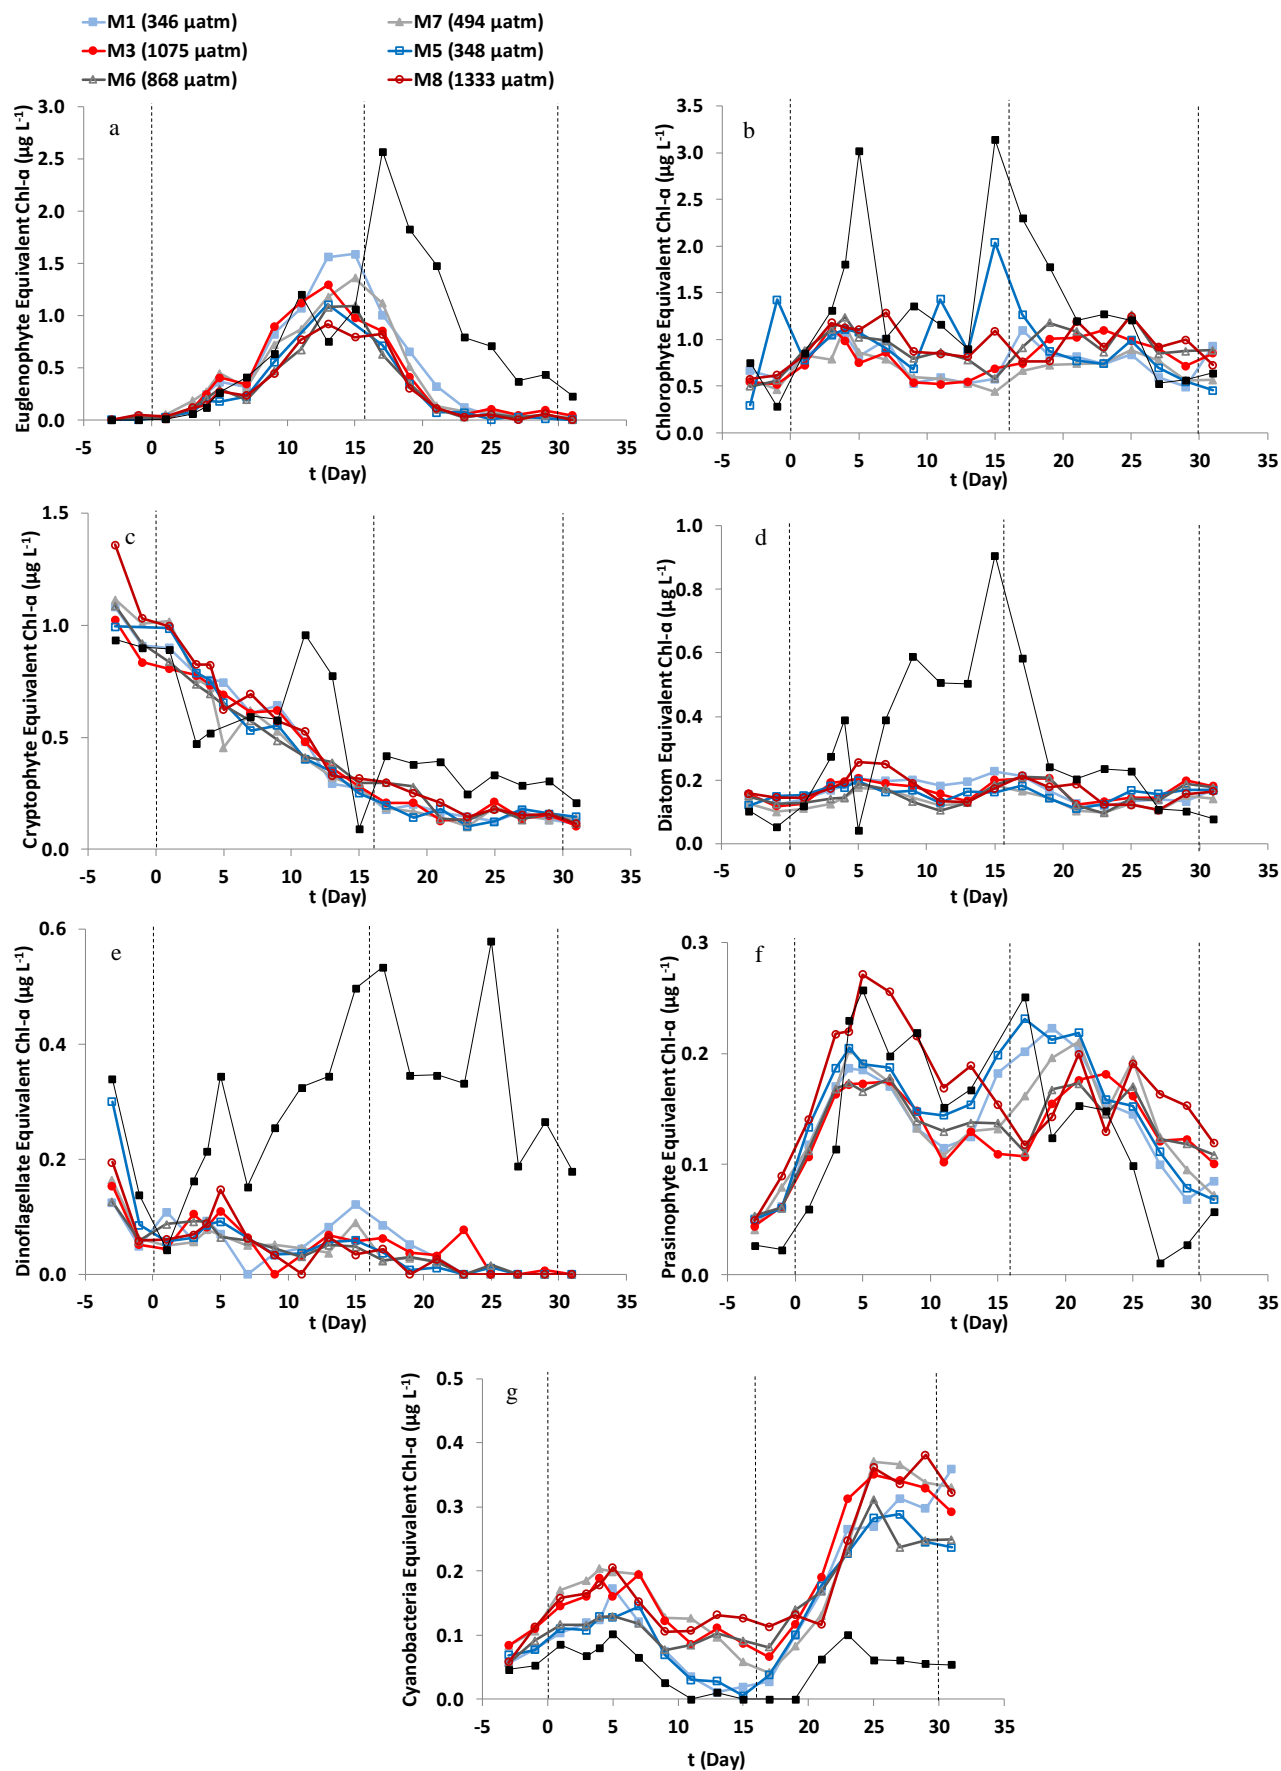 M1 (346 µatm)
M7 (494 µatm)
M3 (1075 µatm)
M5 (348 µatm)
M6 (868 µatm)
M8 (1333 µatm)
a
Euglenophyte Equivalent Chl-α (µg L⁻¹)
3.0
2.5
2.0
1.5
1.0
0.5
0.0
-5 0 5 10 15 20 25 30 35
t (Day)
b
Chlorophyte Equivalent Chl-α (µg L⁻¹)
3.5
3.0
2.5
2.0
1.5
1.0
0.5
0.0
-5 0 5 10 15 20 25 30 35
t (Day)
c
Cryptophyte Equivalent Chl-α (µg L⁻¹)
1.5
1.0
0.5
0.0
-5 0 5 10 15 20 25 30 35
t (Day)
d
Diatom Equivalent Chl-α (µg L⁻¹)
1.0
0.8
0.6
0.4
0.2
0.0
-5 0 5 10 15 20 25 30 35
t (Day)
e
Dinoflagellate Equivalent Chl-α (µg L⁻¹)
0.6
0.4
0.2
0.0
-5 0 5 10 15 20 25 30 35
t (Day)
f
Prasinophyte Equivalent Chl-α (µg L⁻¹)
0.3
0.2
0.1
0.0
-5 0 5 10 15 20 25 30 35
t (Day)
g
Cyanobacteria Equivalent Chl-α (µg L⁻¹)
0.5
0.4
0.3
0.2
0.1
0.0
-5 0 5 10 15 20 25 30 35
t (Day)